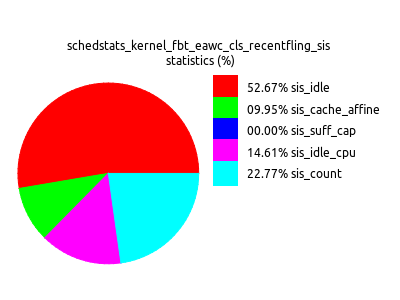 schedstats_kernel_fbt_eawc_cls_recentfling_sis
statistics (%)
52.67% sis_idle
09.95% sis_cache_affine
00.00% sis_suff_cap
14.61% sis_idle_cpu
22.77% sis_count